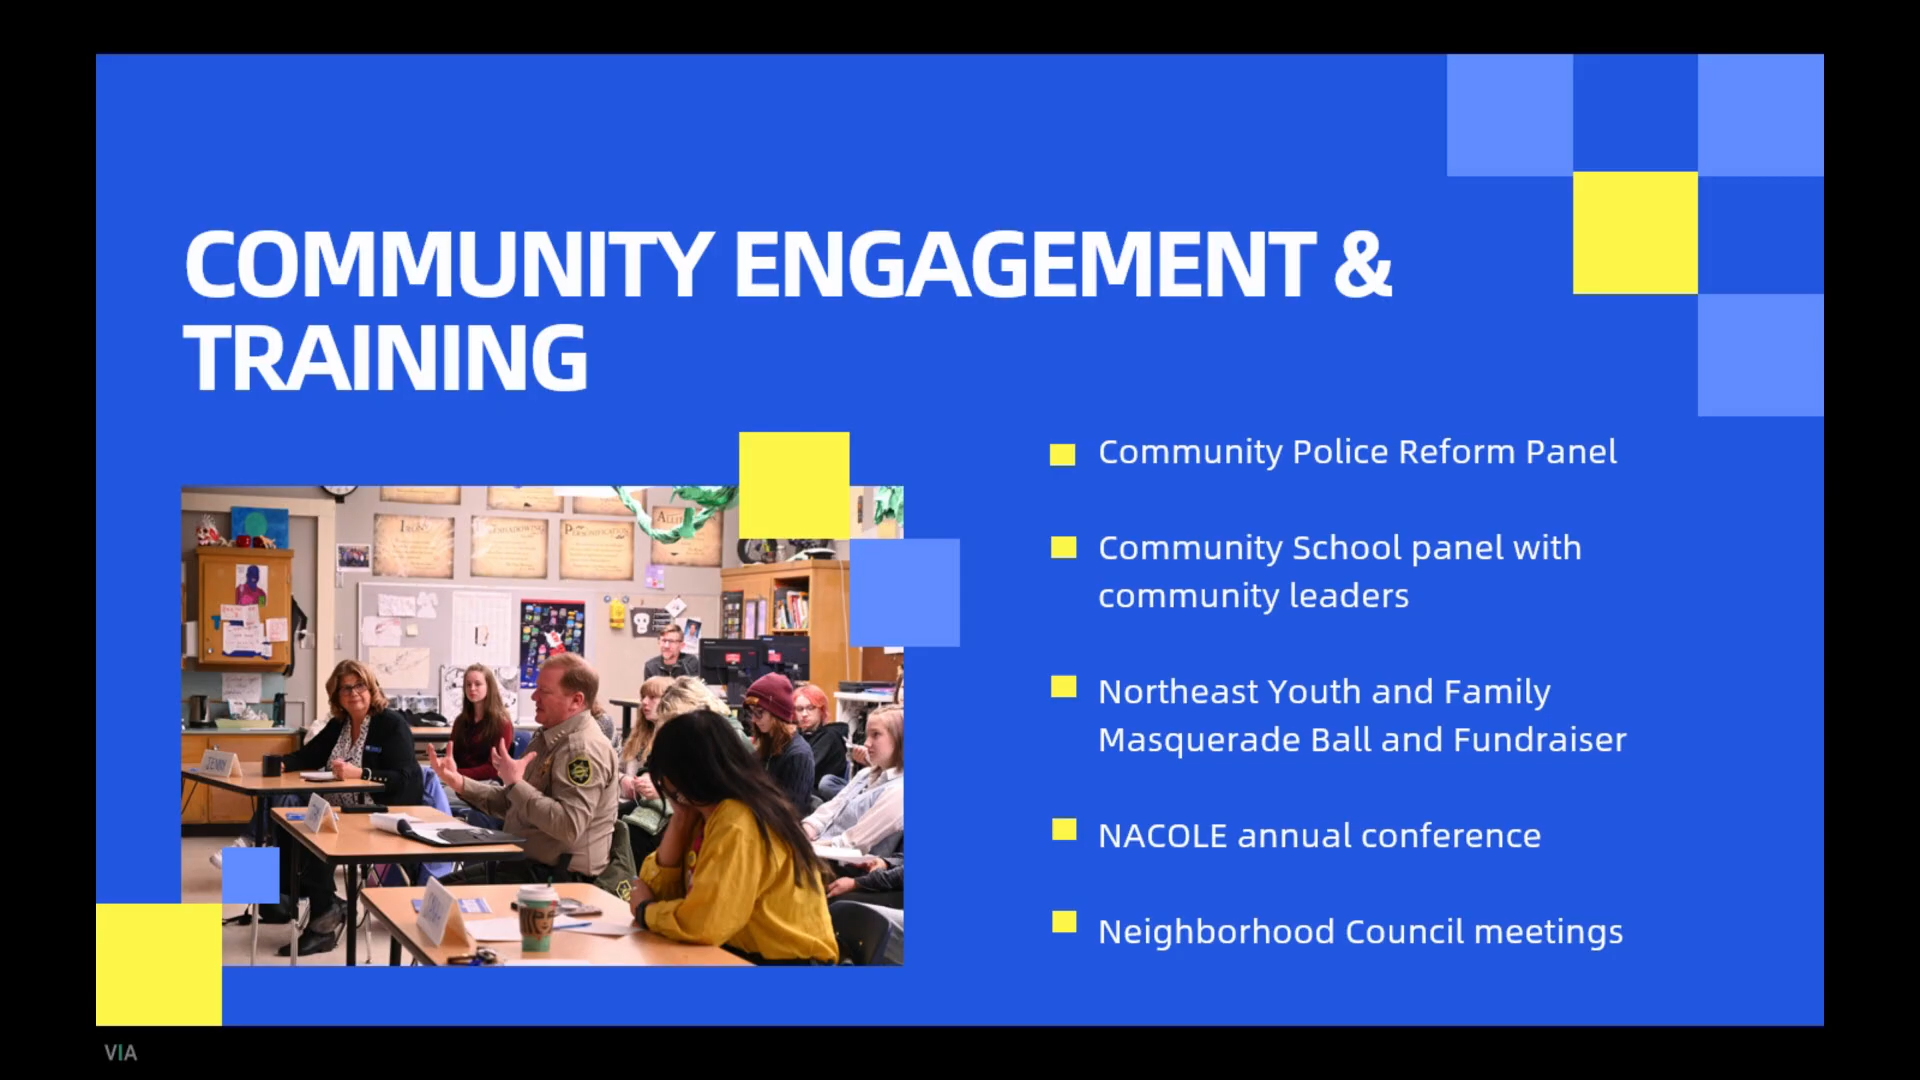 COMMUNITY ENGAGEMENT &
TRAINING
Community Police Reform Panel
Community School panel with
community leaders
Northeast Youth and Family
Masquerade Ball and Fundraiser
NACOLE annual conference
Neighborhood Council meetings
VIA